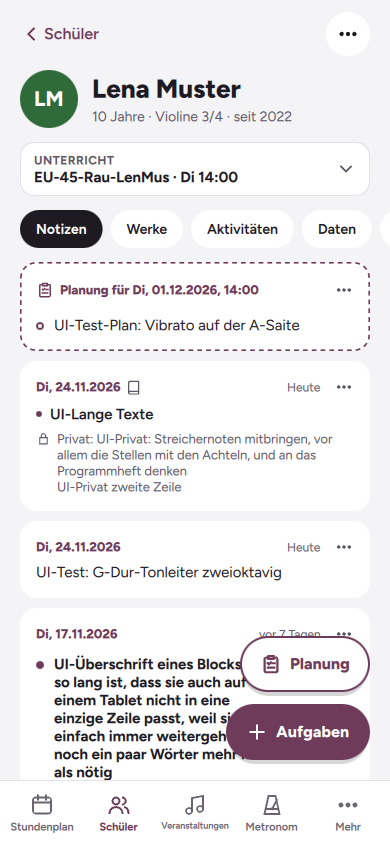 Schüler
LM
Lena Muster
10 Jahre · Violine 3/4 · seit 2022
UNTERRICHT
EU-45-Rau-LenMus · Di 14:00
Notizen
Werke
Aktivitäten
Daten
Planung für Di, 01.12.2026, 14:00
UI-Test-Plan: Vibrato auf der A-Saite
Di, 24.11.2026
Heute
UI-Lange Texte
Privat: UI-Privat: Streichernoten mitbringen, vor
allem die Stellen mit den Achteln, und an das
Programmheft denken
UI-Privat zweite Zeile
Di, 24.11.2026
Heute
UI-Test: G-Dur-Tonleiter zweioktavig
Di, 17.11.2026
vor 7 Tagen
UI-Überschrift eines Blocks
so lang ist, dass sie auch auf
einem Tablet nicht in eine
einzige Zeile passt, weil
einfach immer
noch ein paar Wörter mehr
als nötig
Planung
Aufgaben
Stundenplan
Schüler
Veranstaltungen
Metronom
Mehr